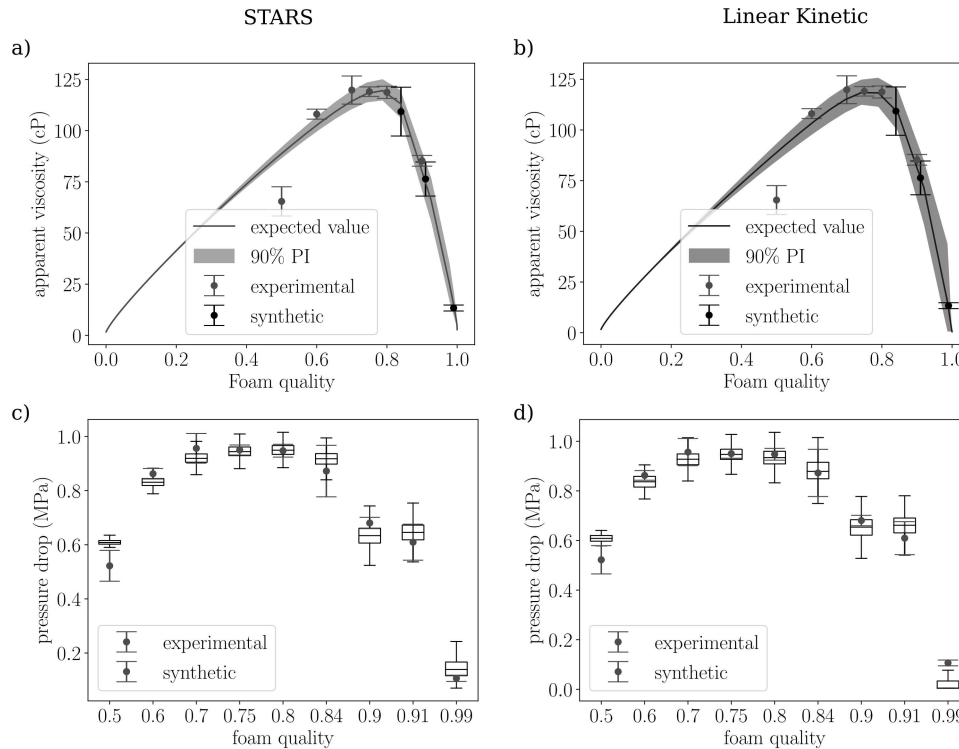 STARS
Linear Kinetic
a)
b)
125
100
75
50
25
0
apparent viscosity (cP)
0.0 0.2 0.4 0.6 0.8 1.0
Foam quality
expected value
90% PI
experimental
synthetic
125
100
75
50
25
0
apparent viscosity (cP)
0.0 0.2 0.4 0.6 0.8 1.0
Foam quality
expected value
90% PI
experimental
synthetic
c)
d)
1.0
0.8
0.6
0.4
0.2
pressure drop (MPa)
experimental
synthetic
0.5 0.6 0.7 0.75 0.8 0.84 0.9 0.91 0.99
foam quality
1.0
0.8
0.6
0.4
0.2
0.0
pressure drop (MPa)
experimental
synthetic
0.5 0.6 0.7 0.75 0.8 0.84 0.9 0.91 0.99
foam quality